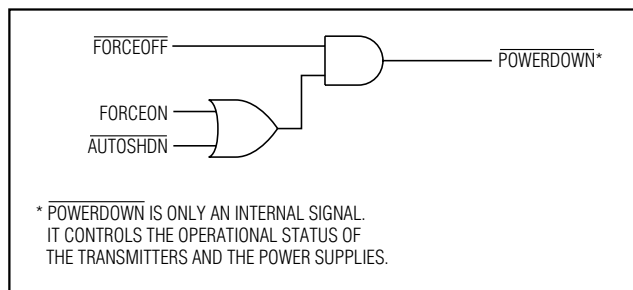 FORCEOFF
POWERDOWN*
FORCEON
AUTOSHDN
* POWERDOWN IS ONLY AN INTERNAL SIGNAL.
IT CONTROLS THE OPERATIONAL STATUS OF
THE TRANSMITTERS AND THE POWER SUPPLIES.